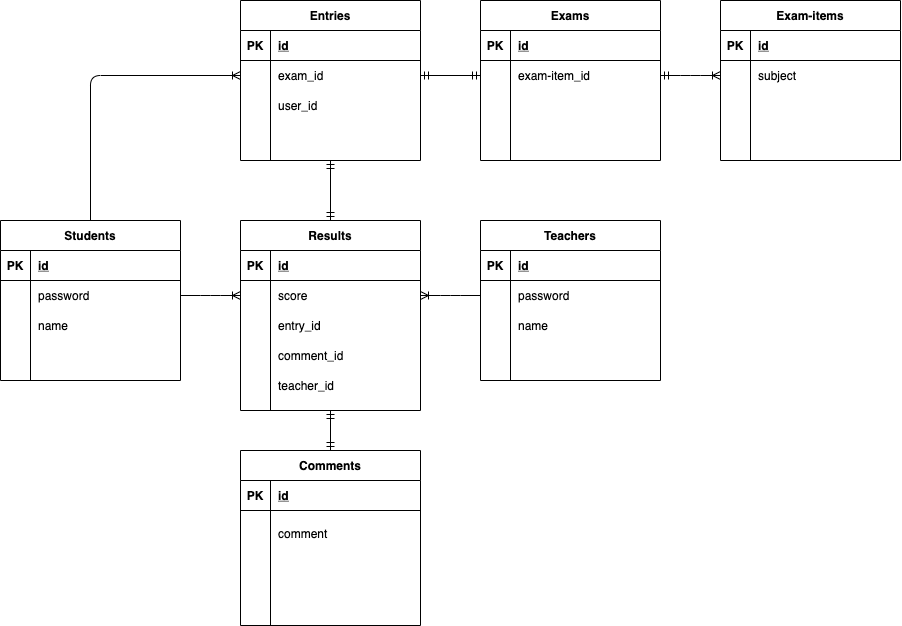 Entries
PK id
exam_id
user_id
Exams
PK id
exam-item_id
Exam-items
PK id
subject
Students
PK id
password
name
Results
PK id
score
entry_id
comment_id
teacher_id
Teachers
PK id
password
name
Comments
PK id
comment